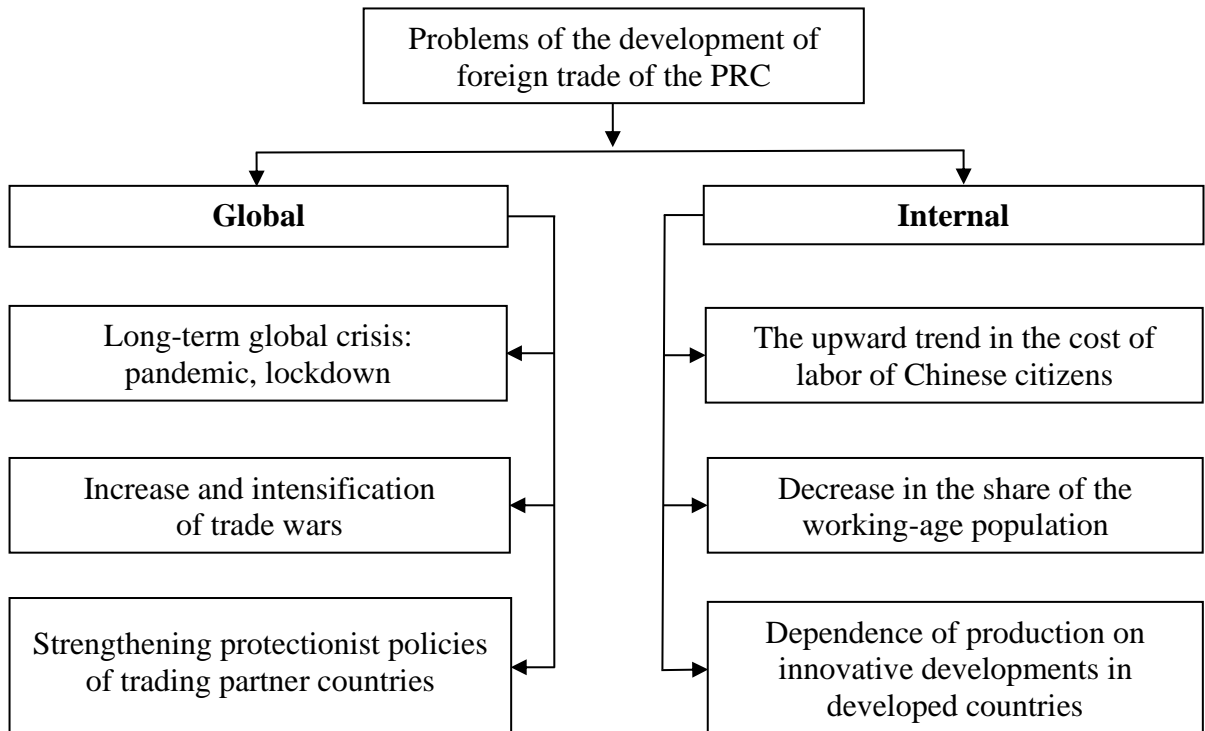 Problems of the development of
foreign trade of the PRC
Global
Long-term global crisis:
pandemic, lockdown
Increase and intensification
of trade wars
Strengthening protectionist policies
of trading partner countries
Internal
The upward trend in the cost of
labor of Chinese citizens
Decrease in the share of the
working-age population
Dependence of production on
innovative developments in
developed countries